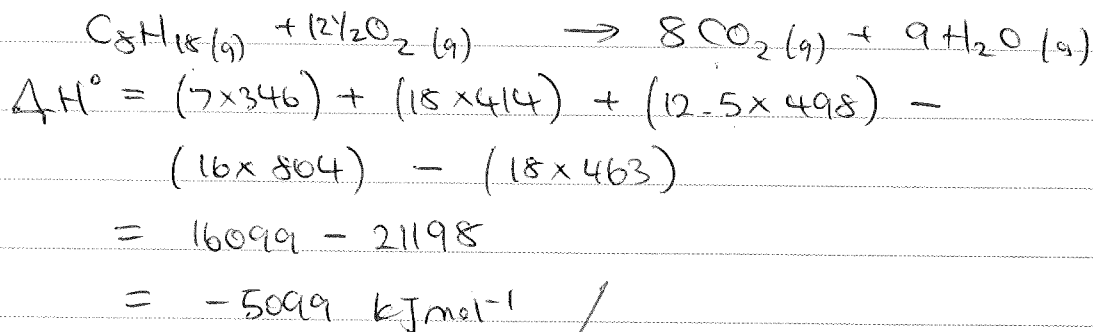 C8H18(g) + 12½O2(g) → 8CO2(g) + 9H2O(g)
ΔH° = (7×346) + (18×414) + (12.5×498) –
(16×804) – (18×463)
= 16099 – 21198
= -5099 kJmol⁻¹ /